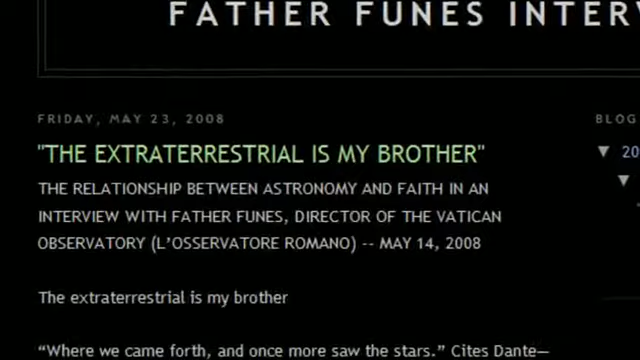 FATHER FUNES
FRIDAY, MAY 23, 2008
BLOG
"THE EXTRATERRESTRIAL IS MY BROTHER"
THE RELATIONSHIP BETWEEN ASTRONOMY AND FAITH IN AN
INTERVIEW WITH FATHER FUNES, DIRECTOR OF THE VATICAN
OBSERVATORY (L'OSSERVATORE ROMANO) -- MAY 14, 2008
The extraterrestrial is my brother
“Where we came forth, and once more saw the stars.” Cites Dante—